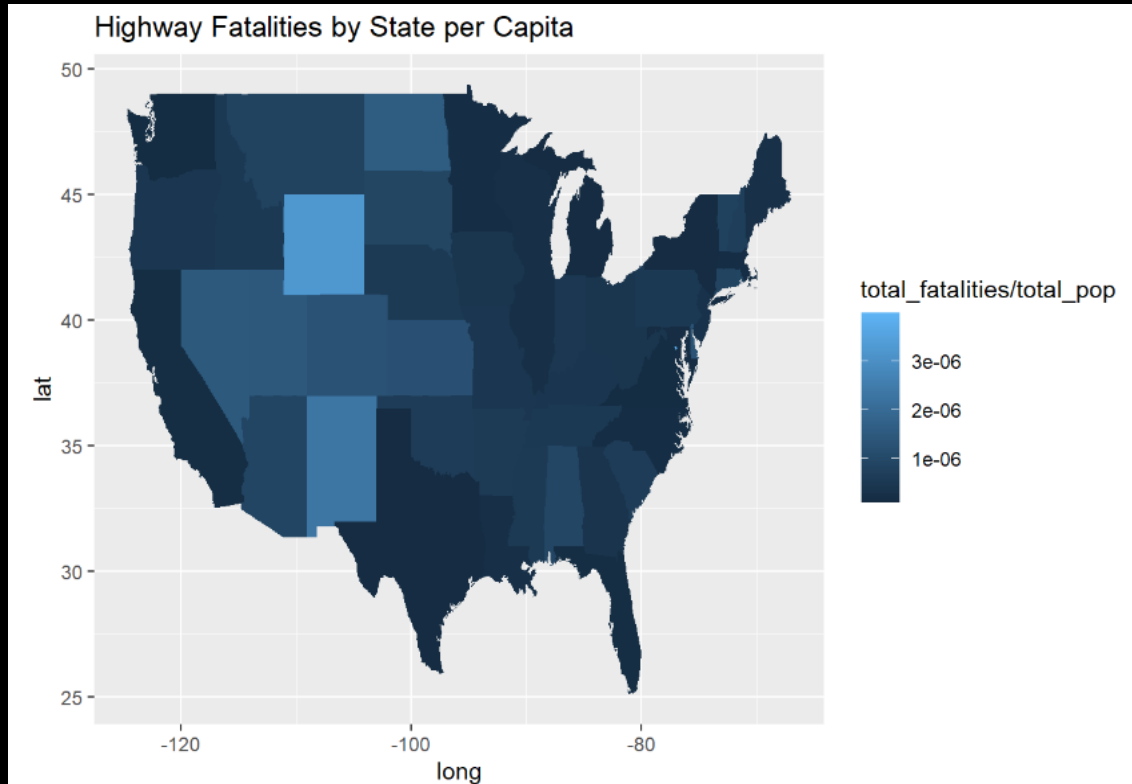 Highway Fatalities by State per Capita
50
45
40
35
30
25
lat
-120
-100
-80
long
total_fatalities/total_pop
3e-06
2e-06
1e-06